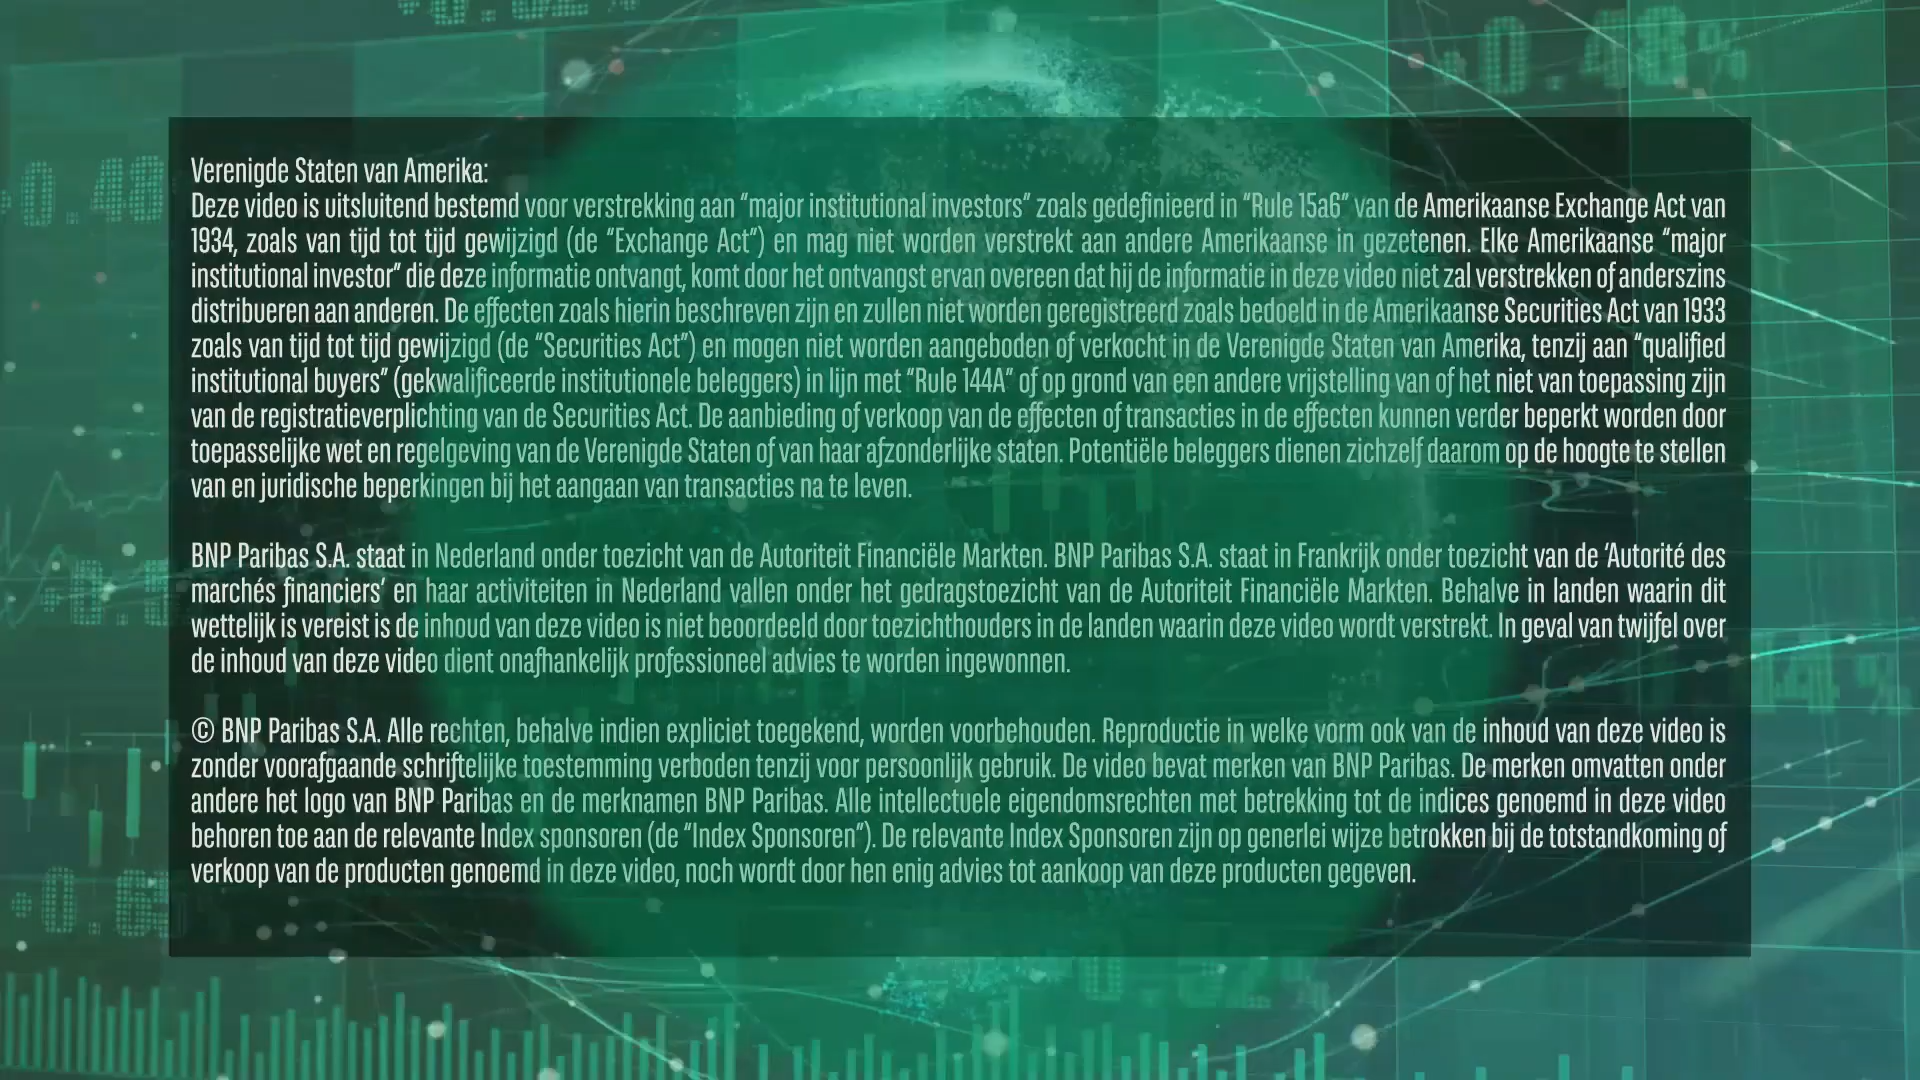 +0.62%
+0.48%
+0.48
Verenigde Staten van Amerika:
Deze video is uitsluitend bestemd voor verstrekking aan “major institutional investors” zoals gedefinieerd in “Rule 15a6” van de Amerikaanse Exchange Act van
1934, zoals van tijd tot tijd gewijzigd (de “Exchange Act”) en mag niet worden verstrekt aan andere Amerikaanse in gezetenen. Elke Amerikaanse “major
institutional investor” die deze informatie ontvangt, komt door het ontvangst ervan overeen dat hij de informatie in deze video niet zal verstrekken of anderszins
distribueren aan anderen. De effecten zoals hierin beschreven zijn en zullen niet worden geregistreerd zoals bedoeld in de Amerikaanse Securities Act van 1933
zoals van tijd tot tijd gewijzigd (de “Securities Act”) en mogen niet worden aangeboden of verkocht in de Verenigde Staten van Amerika, tenzij aan “qualified
institutional buyers” (gekwalificeerde institutionele beleggers) in lijn met “Rule 144A” of op grond van een andere vrijstelling van of het niet van toepassing zijn
van de registratieverplichting van de Securities Act. De aanbieding of verkoop van de effecten of transacties in de effecten kunnen verder beperkt worden door
toepasselijke wet en regelgeving van de Verenigde Staten of van haar afzonderlijke staten. Potentiële beleggers dienen zichzelf daarom op de hoogte te stellen
van en juridische beperkingen bij het aangaan van transacties na te leven.
BNP Paribas S.A. staat in Nederland onder toezicht van de Autoriteit Financiële Markten. BNP Paribas S.A. staat in Frankrijk onder toezicht van de ‘Autorité des
marchés financiers’ en haar activiteiten in Nederland vallen onder het gedragstoezicht van de Autoriteit Financiële Markten. Behalve in landen waarin dit
wettelijk is vereist is de inhoud van deze video is niet beoordeeld door toezichthouders in de landen waarin deze video wordt verstrekt. In geval van twijfel over
de inhoud van deze video dient onafhankelijk professioneel advies te worden ingewonnen.
© BNP Paribas S.A. Alle rechten, behalve indien expliciet toegekend, worden voorbehouden. Reproductie in welke vorm ook van de inhoud van deze video is
zonder voorafgaande schriftelijke toestemming verboden tenzij voor persoonlijk gebruik. De video bevat merken van BNP Paribas. De merken omvatten onder
andere het logo van BNP Paribas en de merknamen BNP Paribas. Alle intellectuele eigendomsrechten met betrekking tot de indices genoemd in deze video
behoren toe aan de relevante Index sponsoren (de “Index Sponsoren”). De relevante Index Sponsoren zijn op generlei wijze betrokken bij de totstandkoming of
verkoop van de producten genoemd in deze video, noch wordt door hen enig advies tot aankoop van deze producten gegeven.